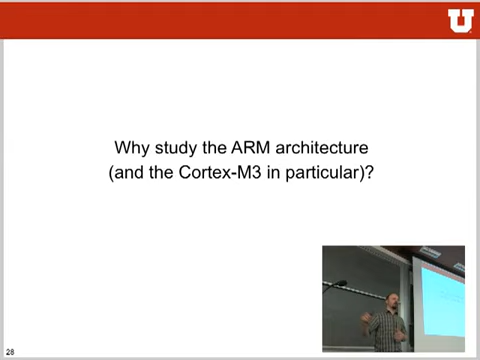 U
Why study the ARM architecture
(and the Cortex-M3 in particular)?
28